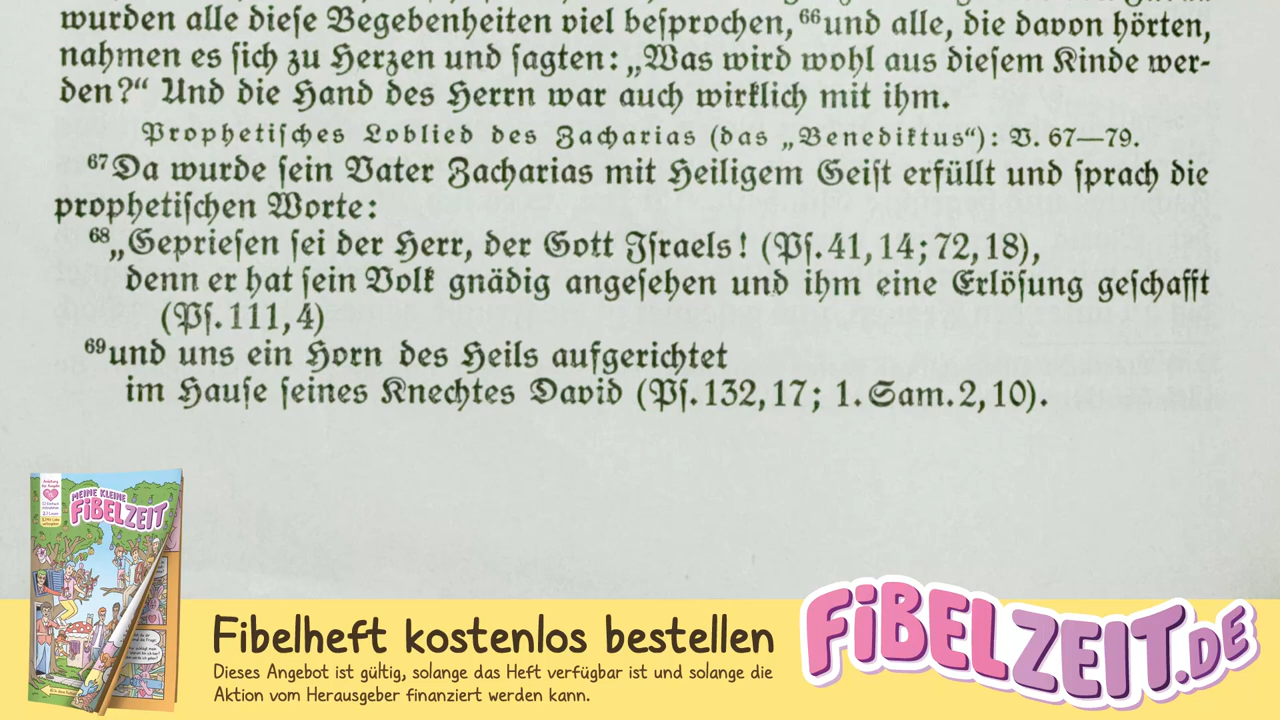 wurden alle diese Begebenheiten viel besprochen, ⁶⁶und alle, die davon hörten,
nahmen es sich zu Herzen und sagten: „Was wird wohl aus diesem Kinde wer-
den?“ Und die Hand des Herrn war auch wirklich mit ihm.
Prophetisches Loblied des Zacharias (das „Benediktus“): V. 67—79.
⁶⁷Da wurde sein Vater Zacharias mit Heiligem Geist erfüllt und sprach die
prophetischen Worte:
⁶⁸„Gepriesen sei der Herr, der Gott Israels! (Ps. 41, 14; 72, 18),
denn er hat sein Volk gnädig angesehen und ihm eine Erlösung geschafft
(Ps. 111, 4)
⁶⁹und uns ein Horn des Heils aufgerichtet
im Hause seines Knechtes David (Ps. 132, 17; 1. Sam. 2, 10).
MEINE KLEINE
FiBELZEIT
Fibelheft kostenlos bestellen
Dieses Angebot ist gültig, solange das Heft verfügbar ist und solange die
Aktion vom Herausgeber finanziert werden kann.
FiBELZEIT.DE